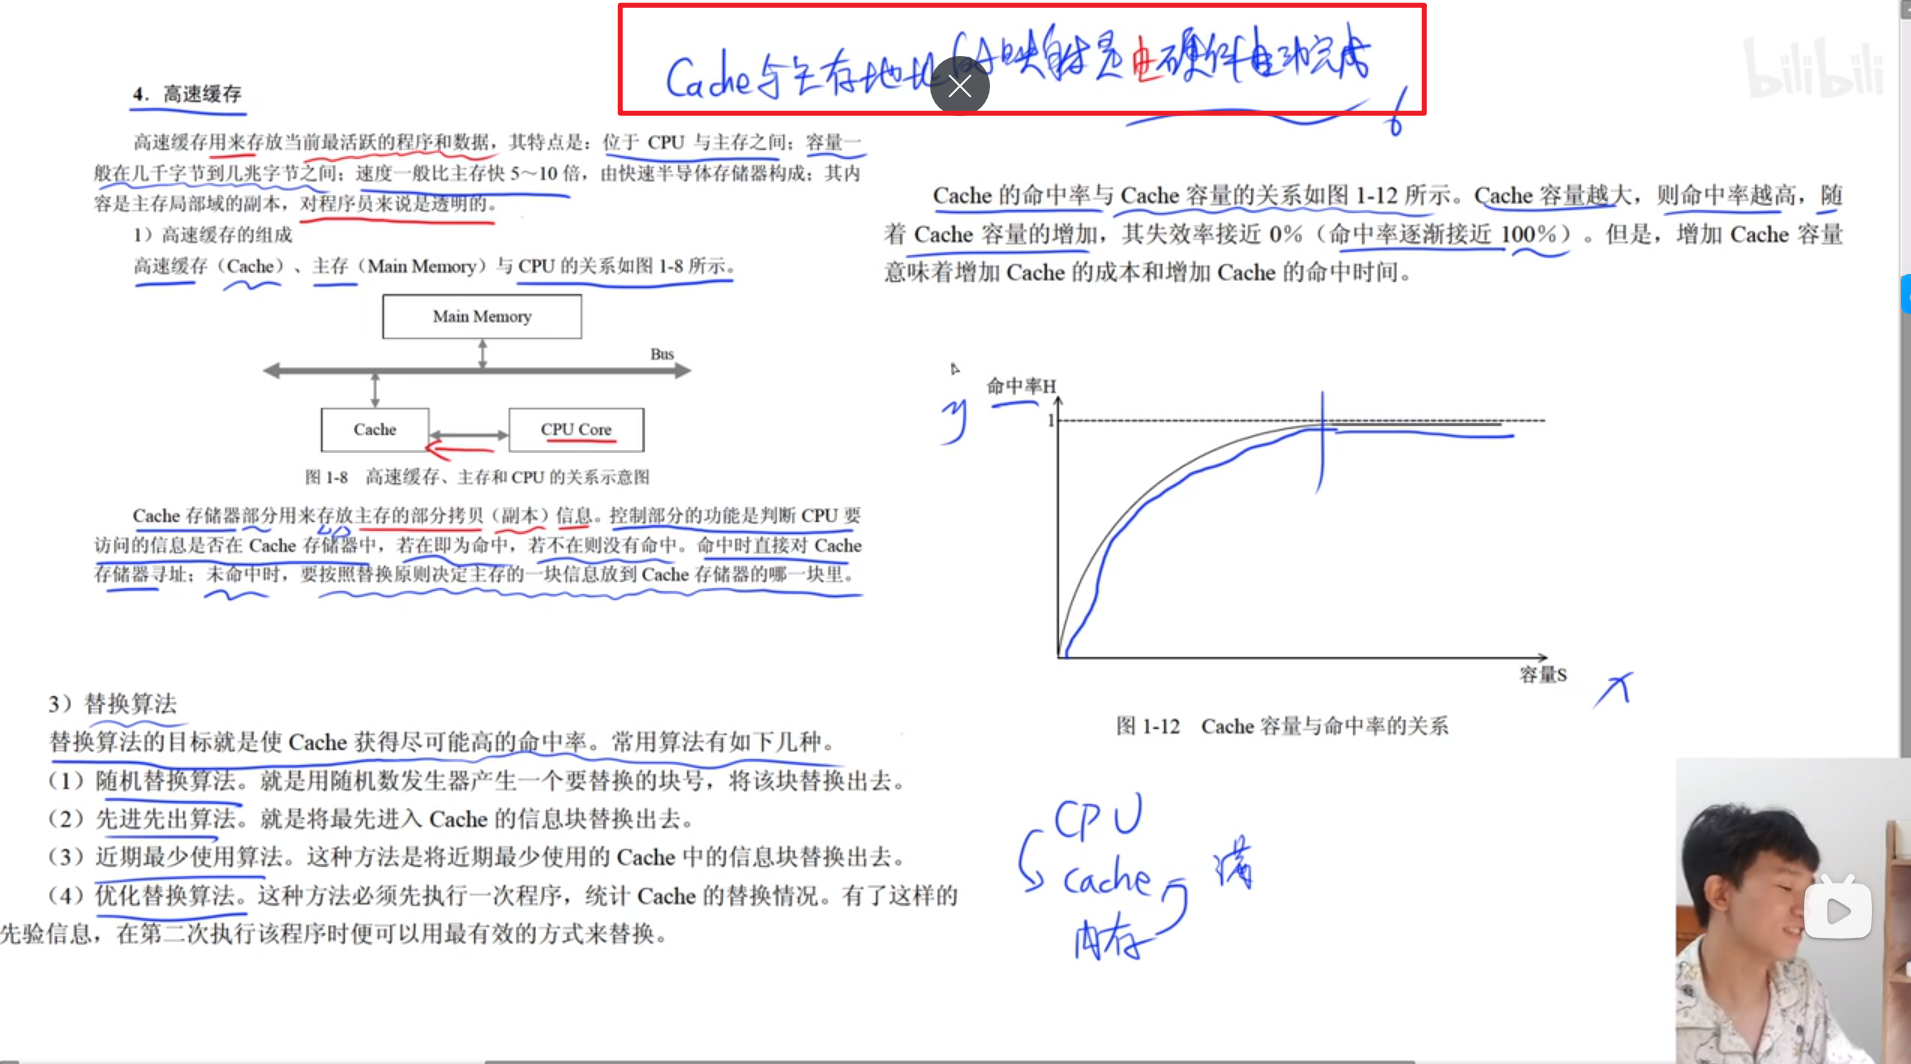 Cache与主存地址的映射是由硬件自动完成
bilibili
4．高速缓存
高速缓存用来存放当前最活跃的程序和数据，其特点是：位于 CPU 与主存之间；容量一
般在几千字节到几兆字节之间；速度一般比主存快 5～10 倍，由快速半导体存储器构成；其内
容是主存局部域的副本，对程序员来说是透明的。
1）高速缓存的组成
高速缓存（Cache）、主存（Main Memory）与 CPU 的关系如图 1-8 所示。
Main Memory
Bus
Cache
CPU Core
图 1-8 高速缓存、主存和 CPU 的关系示意图
Cache 存储器部分用来存放主存的部分拷贝（副本）信息。控制部分的功能是判断 CPU 要
访问的信息是否在 Cache 存储器中，若在即为命中，若不在则没有命中。命中时直接对 Cache
存储器寻址；未命中时，要按照替换原则决定主存的一块信息放到 Cache 存储器的哪一块里。
3）替换算法
替换算法的目标就是使 Cache 获得尽可能高的命中率。常用算法有如下几种。
（1）随机替换算法。就是用随机数发生器产生一个要替换的块号，将该块替换出去。
（2）先进先出算法。就是将最先进入 Cache 的信息块替换出去。
（3）近期最少使用算法。这种方法是将近期最少使用的 Cache 中的信息块替换出去。
（4）优化替换算法。这种方法必须先执行一次程序，统计 Cache 的替换情况。有了这样的
先验信息，在第二次执行该程序时便可以用最有效的方式来替换。
Cache 的命中率与 Cache 容量的关系如图 1-12 所示。Cache 容量越大，则命中率越高，随
着 Cache 容量的增加，其失效率接近 0%（命中率逐渐接近 100%）。但是，增加 Cache 容量
意味着增加 Cache 的成本和增加 Cache 的命中时间。
命中率H
y
1
容量S
x
图 1-12 Cache 容量与命中率的关系
CPU
cache
满
内存